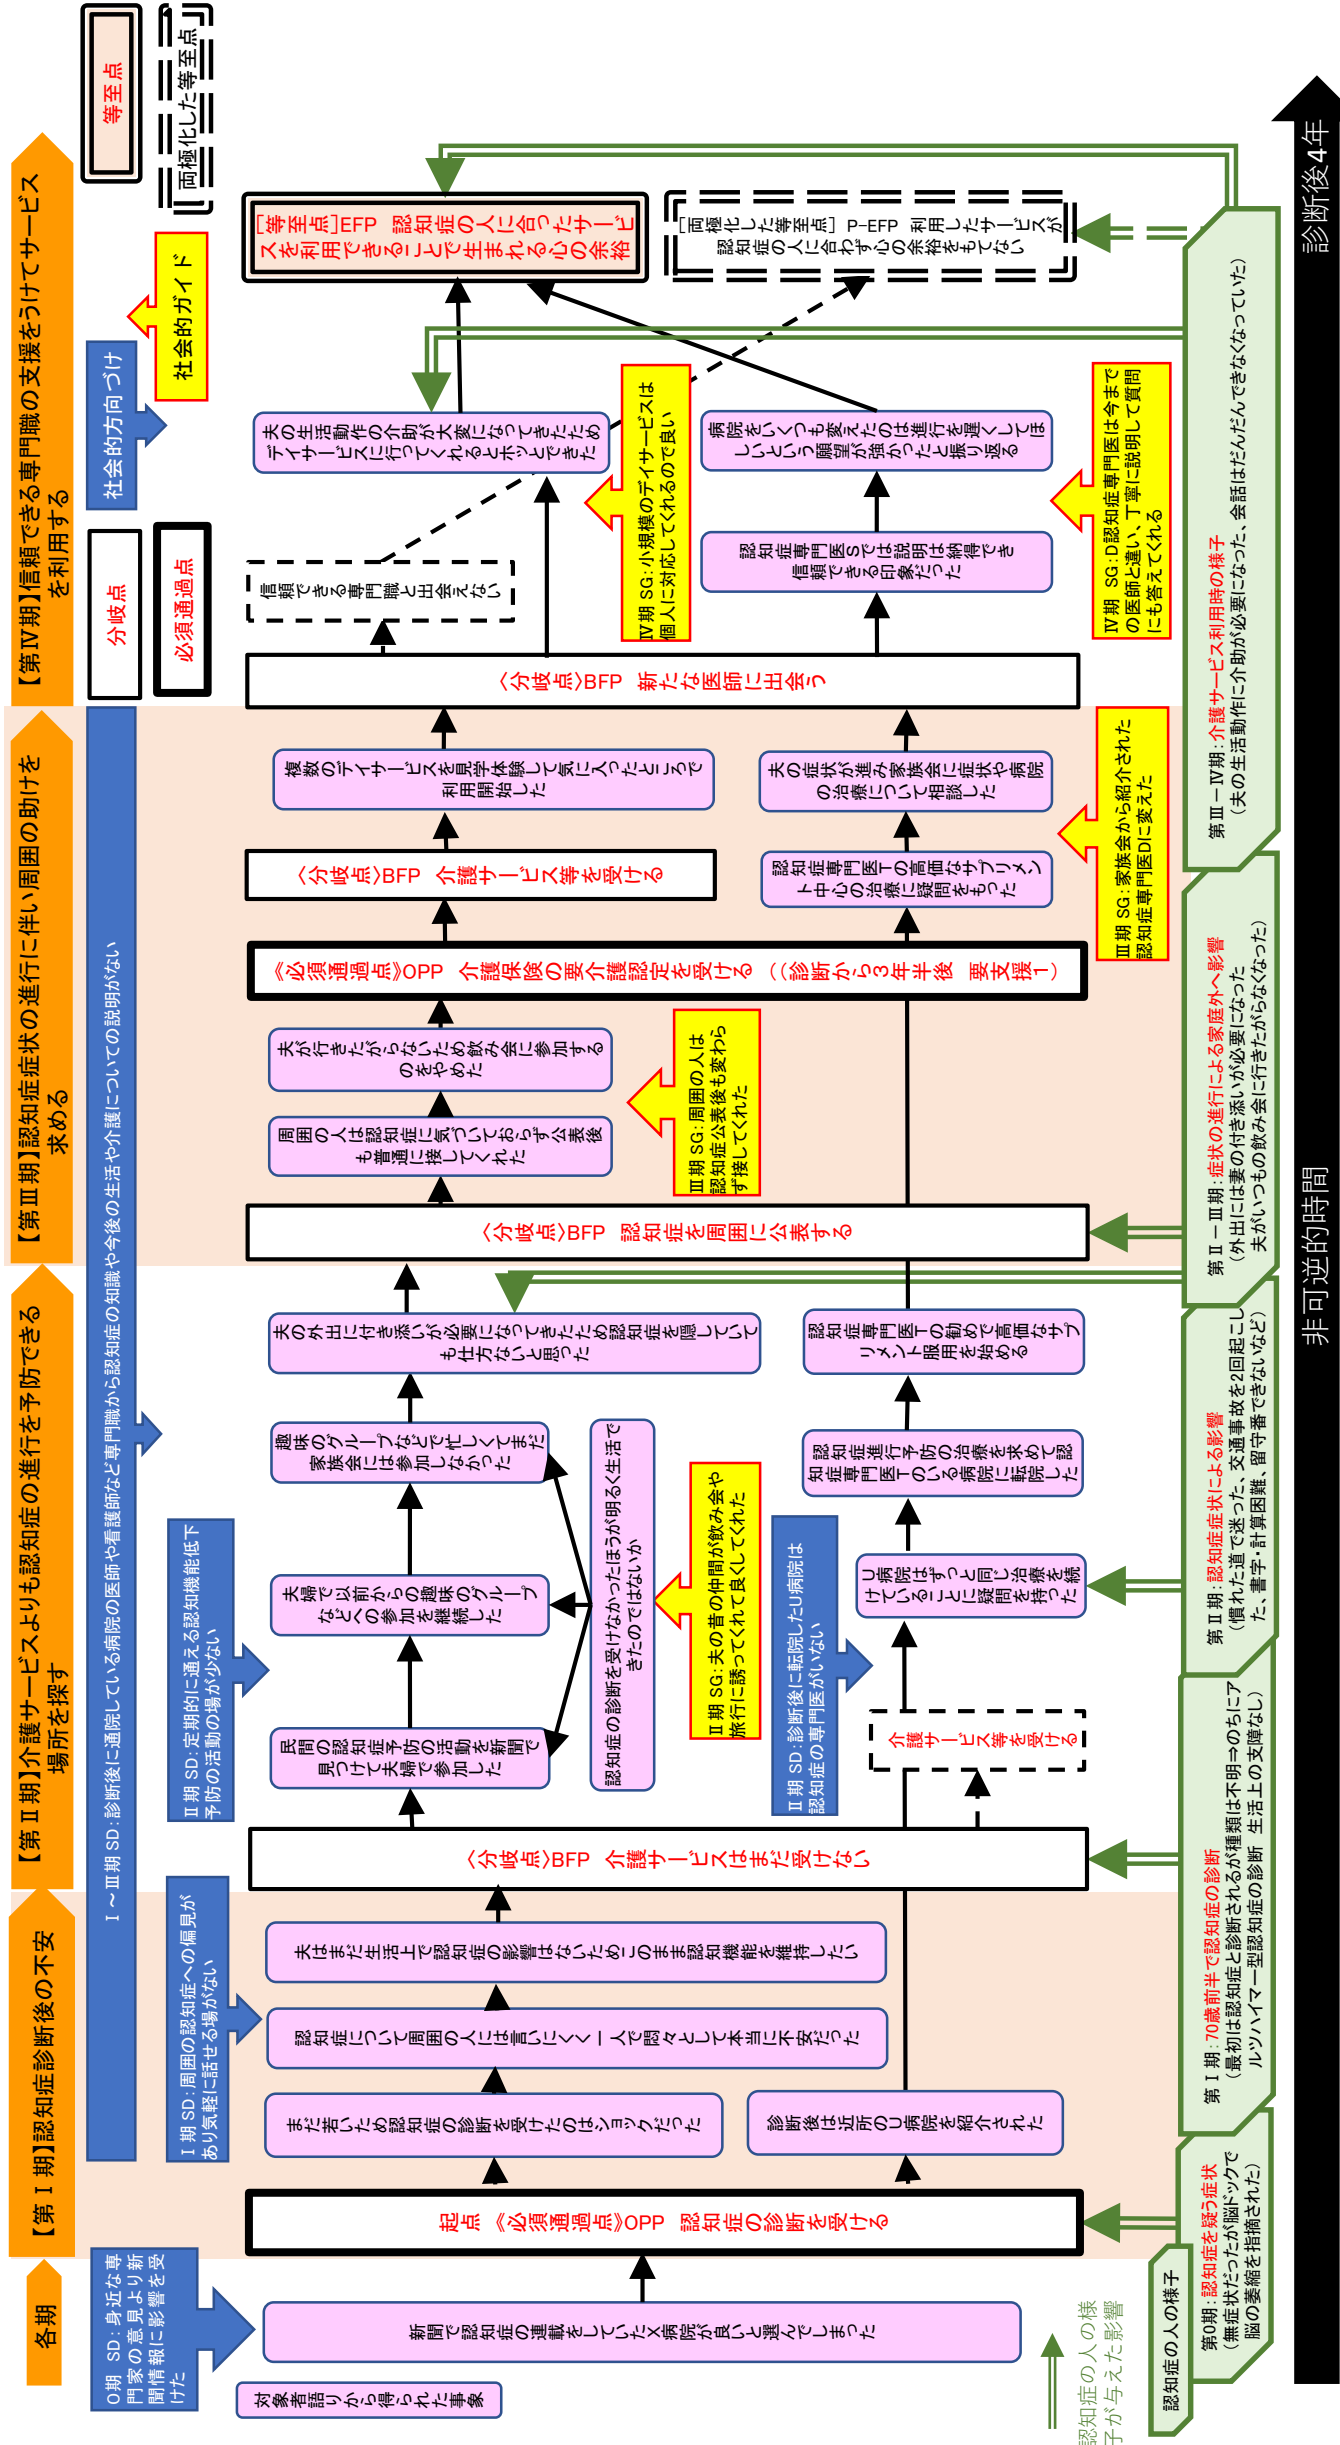 各期
【第Ⅰ期】認知症診断後の不安
【第Ⅱ期】介護サービスよりも認知症の進行を予防できる
場所を探す
【第Ⅲ期】認知症症状の進行に伴い周囲の助けを
求める
【第Ⅳ期】信頼できる専門職の支援をうけてサービス
を利用する
等至点
両極化した等至点
分岐点
必須通過点
社会的方向づけ
社会的ガイド
0期 SD:身近な専
門家の意見より新
聞情報に影響を受
けた
Ⅰ~Ⅲ期 SD:診断後に通院している病院の医師や看護師など専門職から認知症の知識や今後の生活や介護についての説明がない
Ⅰ期 SD:周囲の認知症への偏見が
あり気軽に話せる場がない
Ⅱ期 SD:定期的に通える認知機能低下
予防の活動の場が少ない
対象者語りから得られた事象
新聞で認知症の連載をしていたX病院が良いと選んでしまった
起点 《必須通過点》OPP 認知症の診断を受ける
まだ若いため認知症の診断を受けたのはショックだった
認知症について周囲の人には言いにくく一人で悶々として本当に不安だった
夫はまだ生活上で認知症の影響はないためこのまま認知機能を維持したい
診断後は近所のU病院を紹介された
〈分岐点〉BFP 介護サービスはまだ受けない
民間の認知症予防の活動を新聞で
見つけて夫婦で参加した
夫婦で以前からの趣味のグループ
などへの参加を継続した
趣味のグループなどで忙しくてまだ
家族会には参加しなかった
認知症の診断を受けなかったほうが明るく生活で
きたのではないか
Ⅱ期 SG:夫の昔の仲間が飲み会や
旅行に誘ってくれて良くしてくれた
夫の外出に付き添いが必要になってきたため認知症を隠していて
も仕方ないと思った
Ⅱ期 SD:診断後に転院したU病院は
認知症の専門医がいない
介護サービス等を受ける
U病院はずっと同じ治療を続
けていることに疑問を持った
認知症進行予防の治療を求めて認
知症専門医Tのいる病院に転院した
認知症専門医Tの勧めで高価なサプ
リメント服用を始める
〈分岐点〉BFP 認知症を周囲に公表する
周囲の人は認知症に気づいておらず公表後
も普通に接してくれた
夫が行きたがらないため飲み会に参加する
のをやめた
Ⅲ期 SG:周囲の人は
認知症公表後も変わら
ず接してくれた
《必須通過点》OPP 介護保険の要介護認定を受ける ((診断から3年半後 要支援1)
〈分岐点〉BFP 介護サービス等を受ける
複数のデイサービスを見学体験して気に入ったところで
利用開始した
認知症専門医Tの高価なサプリメン
ト中心の治療に疑問をもった
夫の症状が進み家族会に症状や病院
の治療について相談した
Ⅲ期 SG:家族会から紹介された
認知症専門医Dに変えた
〈分岐点〉BFP 新たな医師に出会う
信頼できる専門職と出会えない
夫の生活動作の介助が大変になってきたため
デイサービスに行ってくれるとホッとできた
Ⅳ期 SG:小規模のデイサービスは
個人に対応してくれるので良い
認知症専門医Sでは説明は納得でき
信頼できる印象だった
病院をいくつも変えたのは進行を遅くしてほ
しいという願望が強かったと振り返る
Ⅳ期 SG:D認知症専門医は今まで
の医師と違い、丁寧に説明して質問
にも答えてくれる
[等至点]EFP 認知症の人に合ったサービ
スを利用できることで生まれる心の余裕
[両極化した等至点] P-EFP 利用したサービスが
認知症の人に合わず心の余裕をもてない
認知症の人の様
子が与えた影響
認知症の人の様子
第0期:認知症を疑う症状
(無症状だったが脳ドックで
脳の萎縮を指摘された)
第Ⅰ期:70歳前半で認知症の診断
(最初は認知症と診断されるが種類は不明⇒のちにア
ルツハイマー型認知症の診断 生活上の支障なし)
第Ⅱ期:認知症症状による影響
(慣れた道で迷った、交通事故を2回起こし
た、書字・計算困難、留守番できないなど)
第Ⅱ-Ⅲ期:症状の進行による家庭外へ影響
(外出には妻の付き添いが必要になった
夫がいつもの飲み会に行きたがらなくなった)
第Ⅲ-Ⅳ期:介護サービス利用時の様子
(夫の生活動作に介助が必要になった、会話はだんだんできなくなっていた)
非可逆的時間
診断後4年